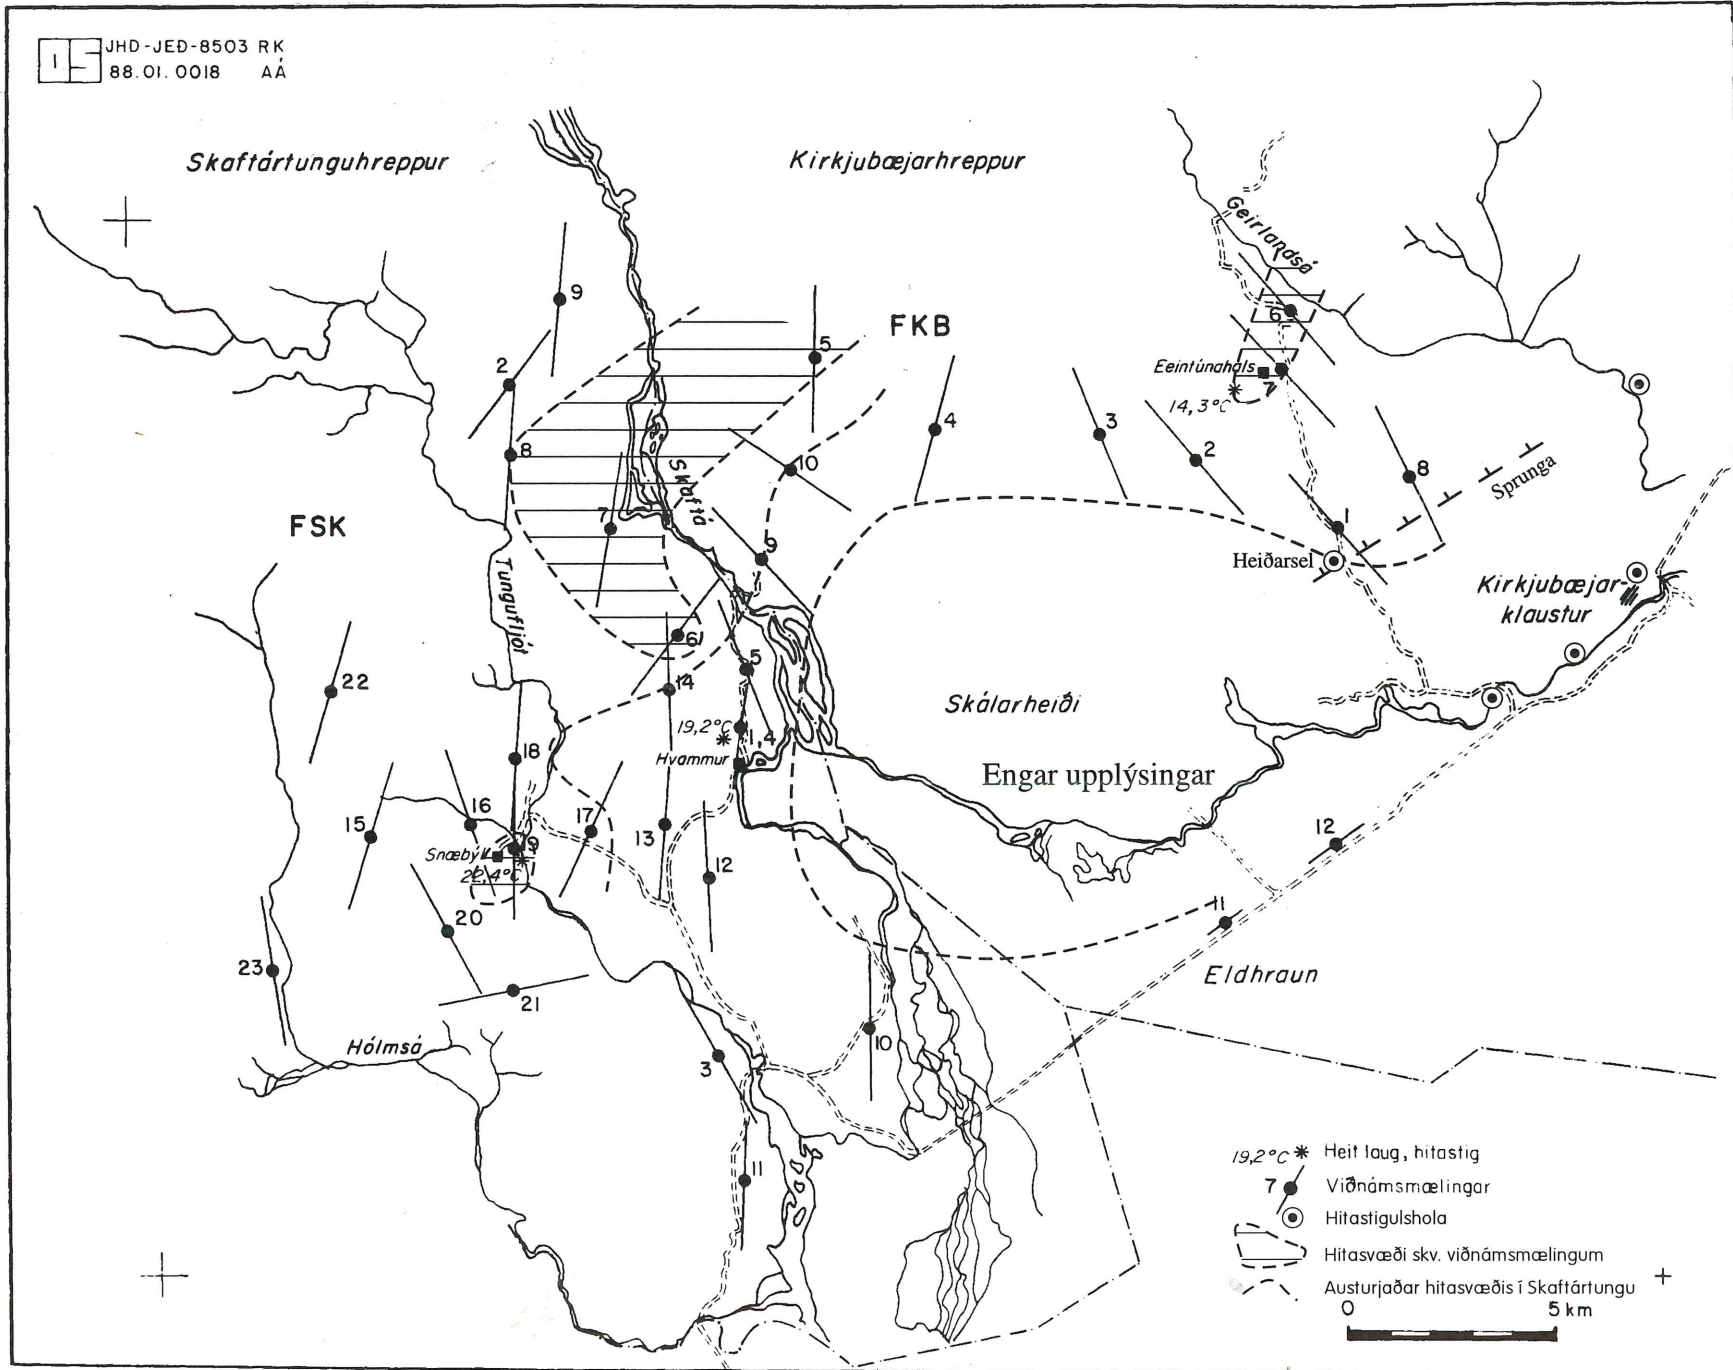 OS
JHD-JEÐ-8503 RK
88.01.0018 AÁ
Skaftártunguhreppur
Kirkjubæjarhreppur
Geirlandsá
9
5
FKB
6
Eeintúnaháls
7
14,3°C
2
4
3
2
8
Sprunga
8
10
Skaftá
FSK
7
9
1
Heiðarsel
Tungufljót
Kirkjubæjar-
klaustur
6
5
22
14
19,2°C
4
Hvammur
Skálarheiði
18
Engar upplýsingar
15
16
17
13
12
12
Snæbýli
22,4°C
20
11
23
21
Eldhraun
Hólmsá
3
10
11
19,2°C Heit laug, hitastig
7 Viðnámsmælingar
Hitastigulshola
Hitasvæði skv. viðnámsmælingum
Austurjaðar hitasvæðis í Skaftártungu
0 5 km